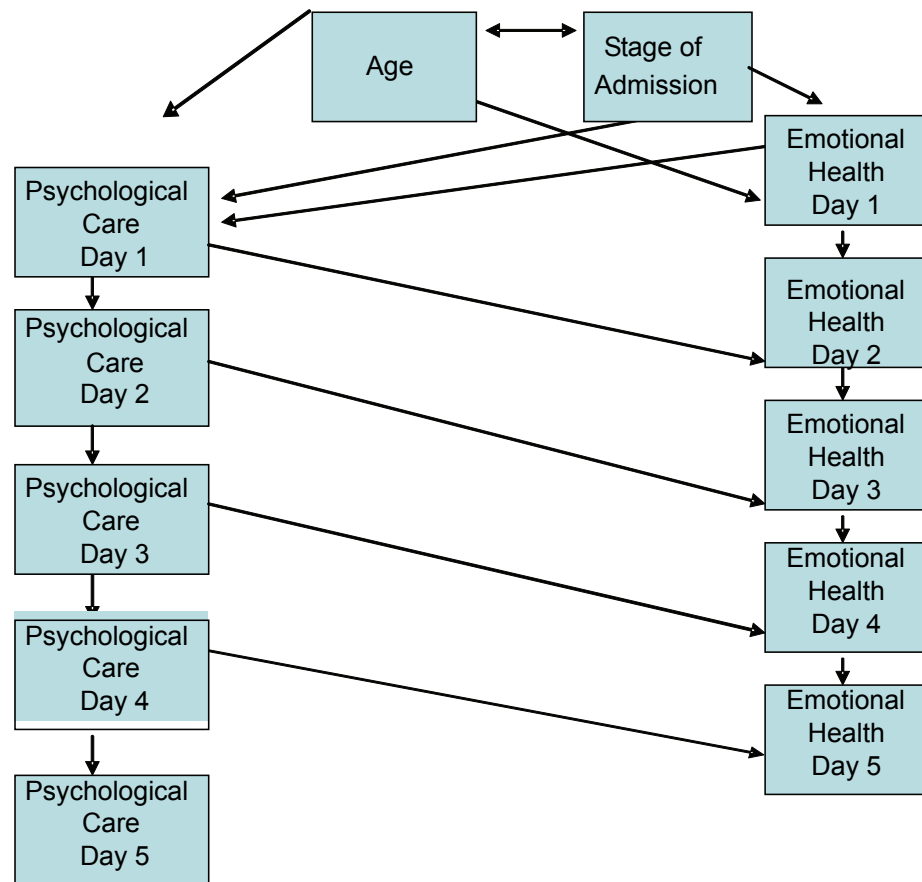 Age
Stage of
Admission
Emotional
Health
Day 1
Psychological
Care
Day 1
Emotional
Health
Day 2
Psychological
Care
Day 2
Emotional
Health
Day 3
Psychological
Care
Day 3
Emotional
Health
Day 4
Psychological
Care
Day 4
Emotional
Health
Day 5
Psychological
Care
Day 5